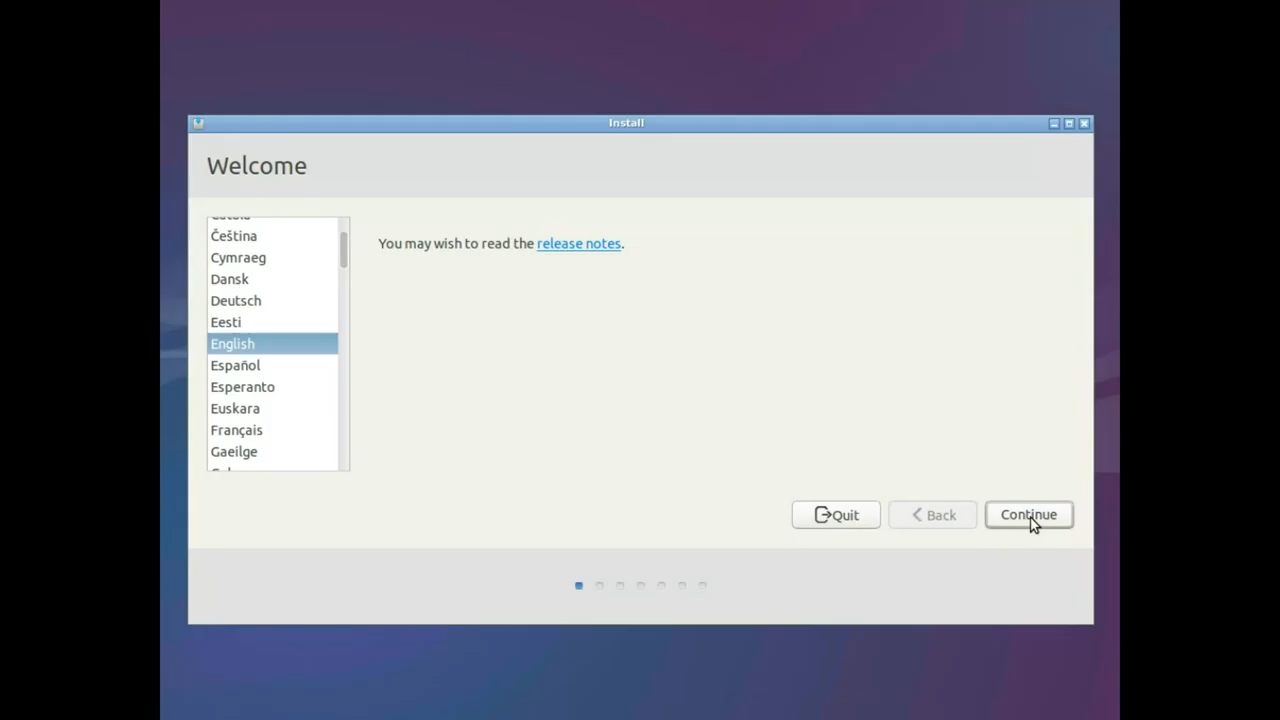 Install
Welcome
Čeština
Cymraeg
Dansk
Deutsch
Eesti
English
Español
Esperanto
Euskara
Français
Gaeilge
You may wish to read the release notes.
Quit
Back
Continue